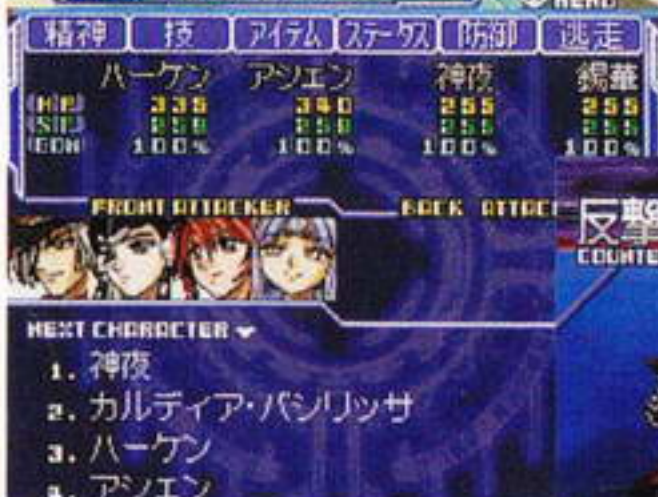 精神 技 アイテム ステータス 防御 逃走
ハーケン アシェン 神夜 錫華
HP 335 340 255 255
100% 100% 100% 100%
FRONT ATTACKER BACK ATTAC
反撃
COUNTE
NEXT CHARACTER
1. 神夜
2. カルディア・バシリッサ
3. ハーケン
4. アシェン